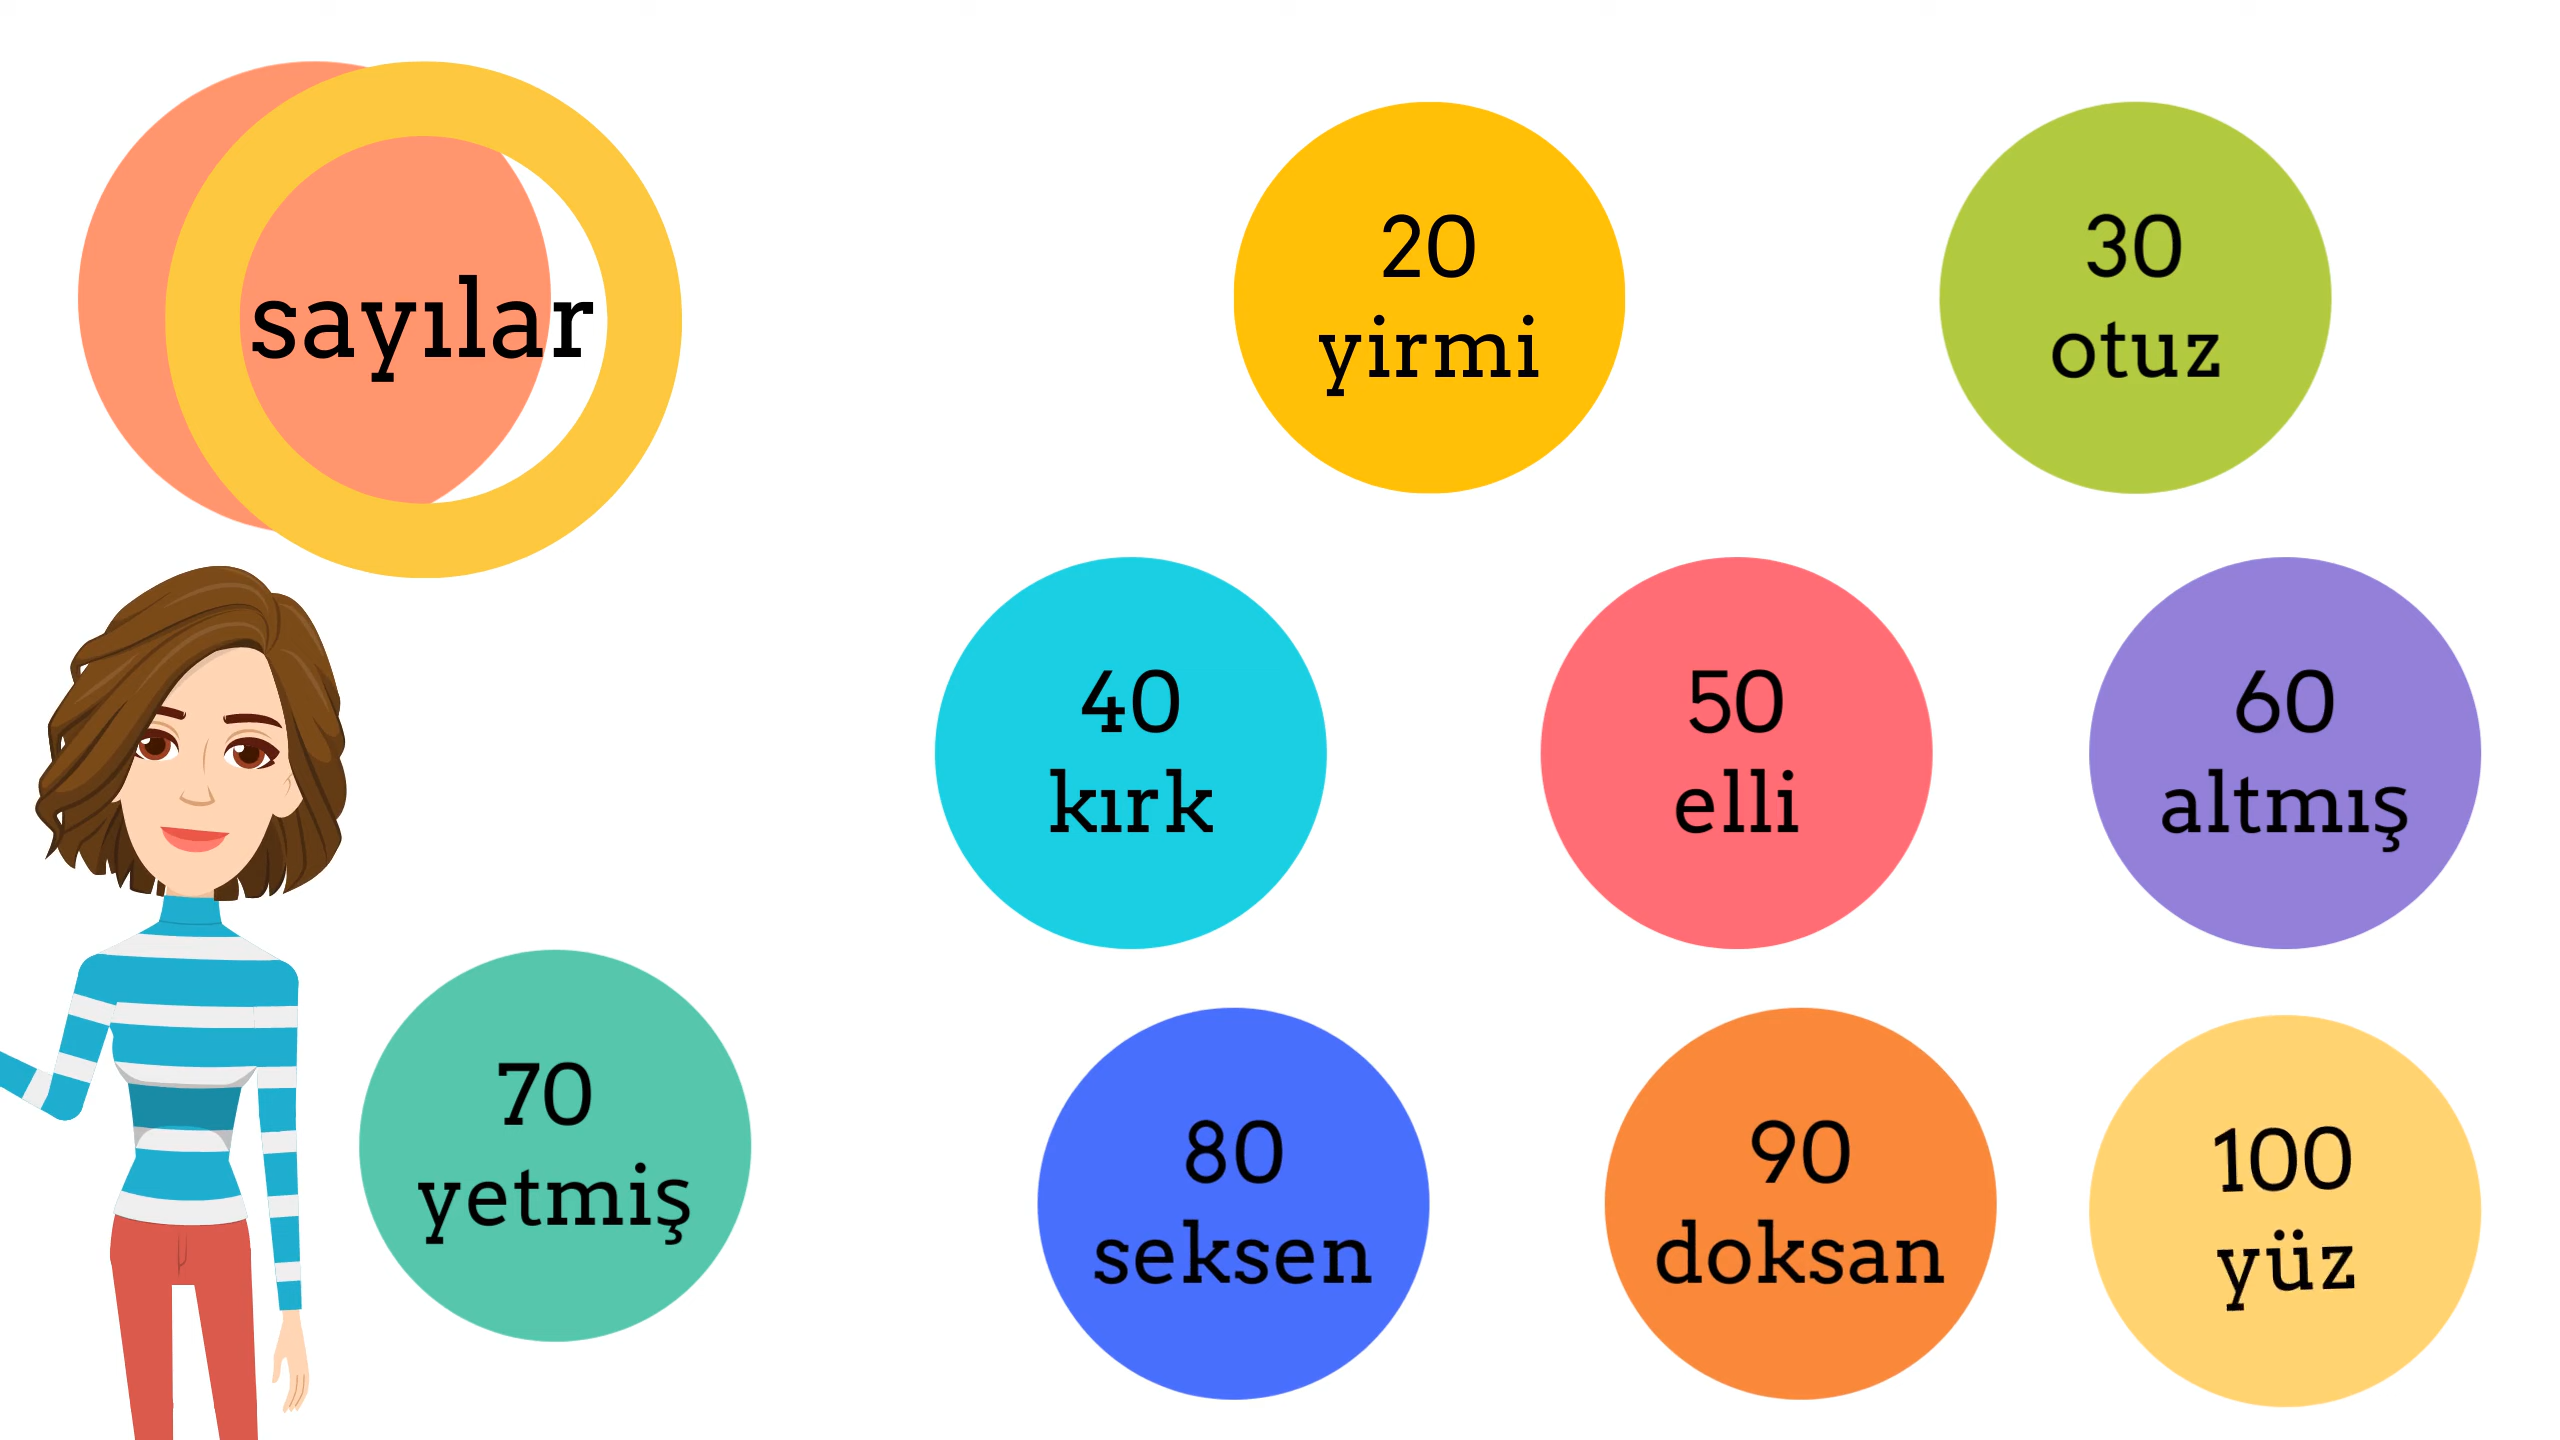 sayılar
20
yirmi
30
otuz
40
kırk
50
elli
60
altmış
70
yetmiş
80
seksen
90
doksan
100
yüz